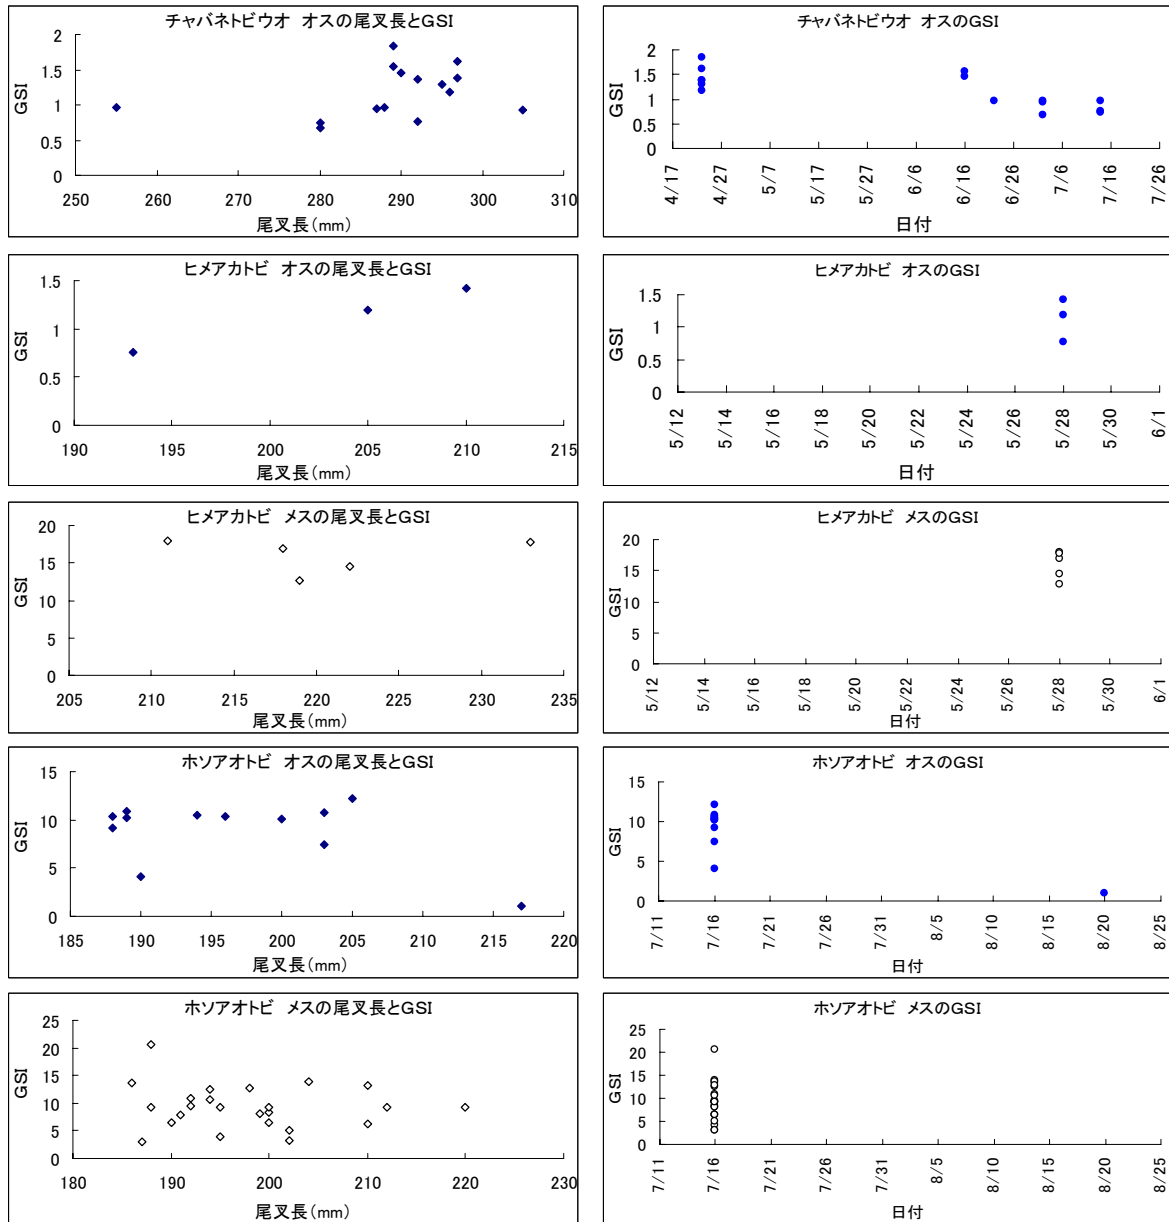 チャバネトビウオ オスの尾叉長とGSI
2
1.5
1
0.5
0
GSI
250 260 270 280 290 300 310
尾叉長(mm)
チャバネトビウオ オスのGSI
2
1.5
1
0.5
0
GSI
4/17 4/27 5/7 5/17 5/27 6/6 6/16 6/26 7/6 7/16 7/26
日付
ヒメアカトビ オスの尾叉長とGSI
1.5
1
0.5
0
GSI
190 195 200 205 210 215
尾叉長(mm)
ヒメアカトビ オスのGSI
1.5
1
0.5
0
GSI
5/12 5/14 5/16 5/18 5/20 5/22 5/24 5/26 5/28 5/30 6/1
日付
ヒメアカトビ メスの尾叉長とGSI
20
15
10
5
0
GSI
205 210 215 220 225 230 235
尾叉長(mm)
ヒメアカトビ メスのGSI
20
15
10
5
0
GSI
5/12 5/14 5/16 5/18 5/20 5/22 5/24 5/26 5/28 5/30 6/1
日付
ホソアオトビ オスの尾叉長とGSI
15
10
5
0
GSI
185 190 195 200 205 210 215 220
尾叉長(mm)
ホソアオトビ オスのGSI
15
10
5
0
GSI
7/11 7/16 7/21 7/26 7/31 8/5 8/10 8/15 8/20 8/25
日付
ホソアオトビ メスの尾叉長とGSI
25
20
15
10
5
0
GSI
180 190 200 210 220 230
尾叉長(mm)
ホソアオトビ メスのGSI
25
20
15
10
5
0
GSI
7/11 7/16 7/21 7/26 7/31 8/5 8/10 8/15 8/20 8/25
日付